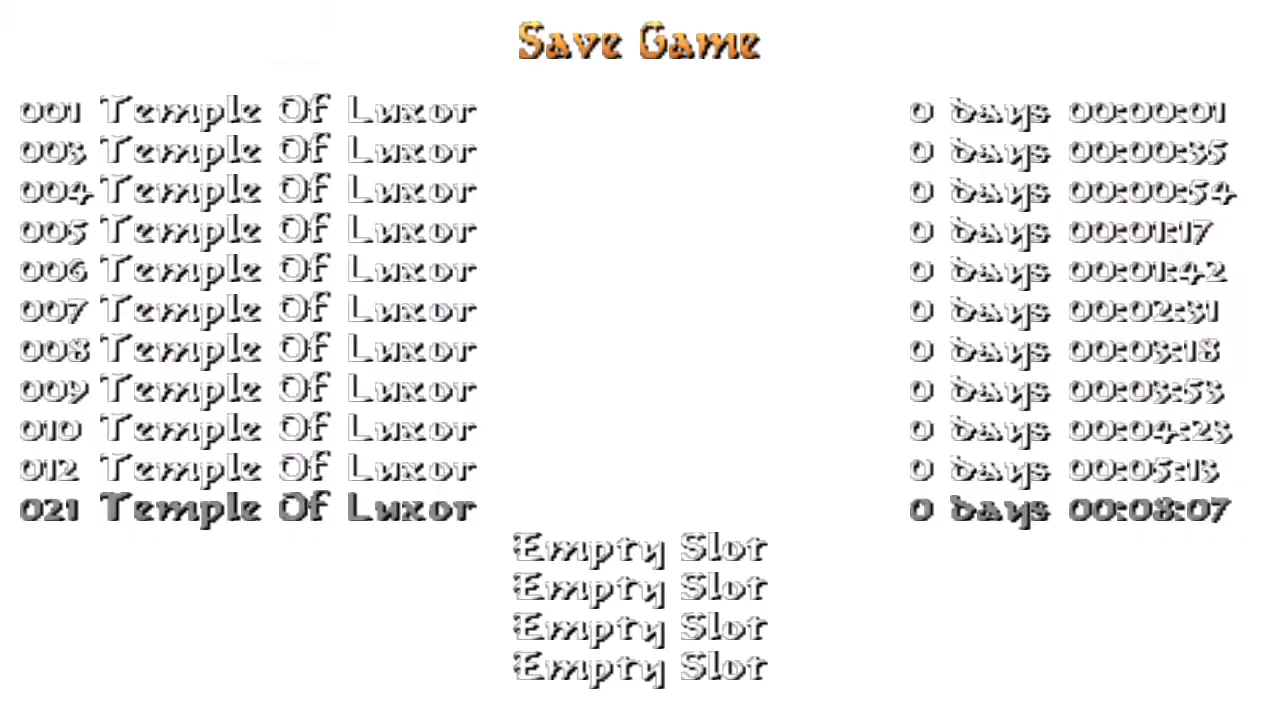 Save Game
001 Temple Of Luxor 0 days 00:00:01
003 Temple Of Luxor 0 days 00:00:35
004 Temple Of Luxor 0 days 00:00:54
005 Temple Of Luxor 0 days 00:01:17
006 Temple Of Luxor 0 days 00:01:42
007 Temple Of Luxor 0 days 00:02:31
008 Temple Of Luxor 0 days 00:03:18
009 Temple Of Luxor 0 days 00:03:53
010 Temple Of Luxor 0 days 00:04:23
012 Temple Of Luxor 0 days 00:05:13
021 Temple Of Luxor 0 days 00:08:07
Empty Slot
Empty Slot
Empty Slot
Empty Slot